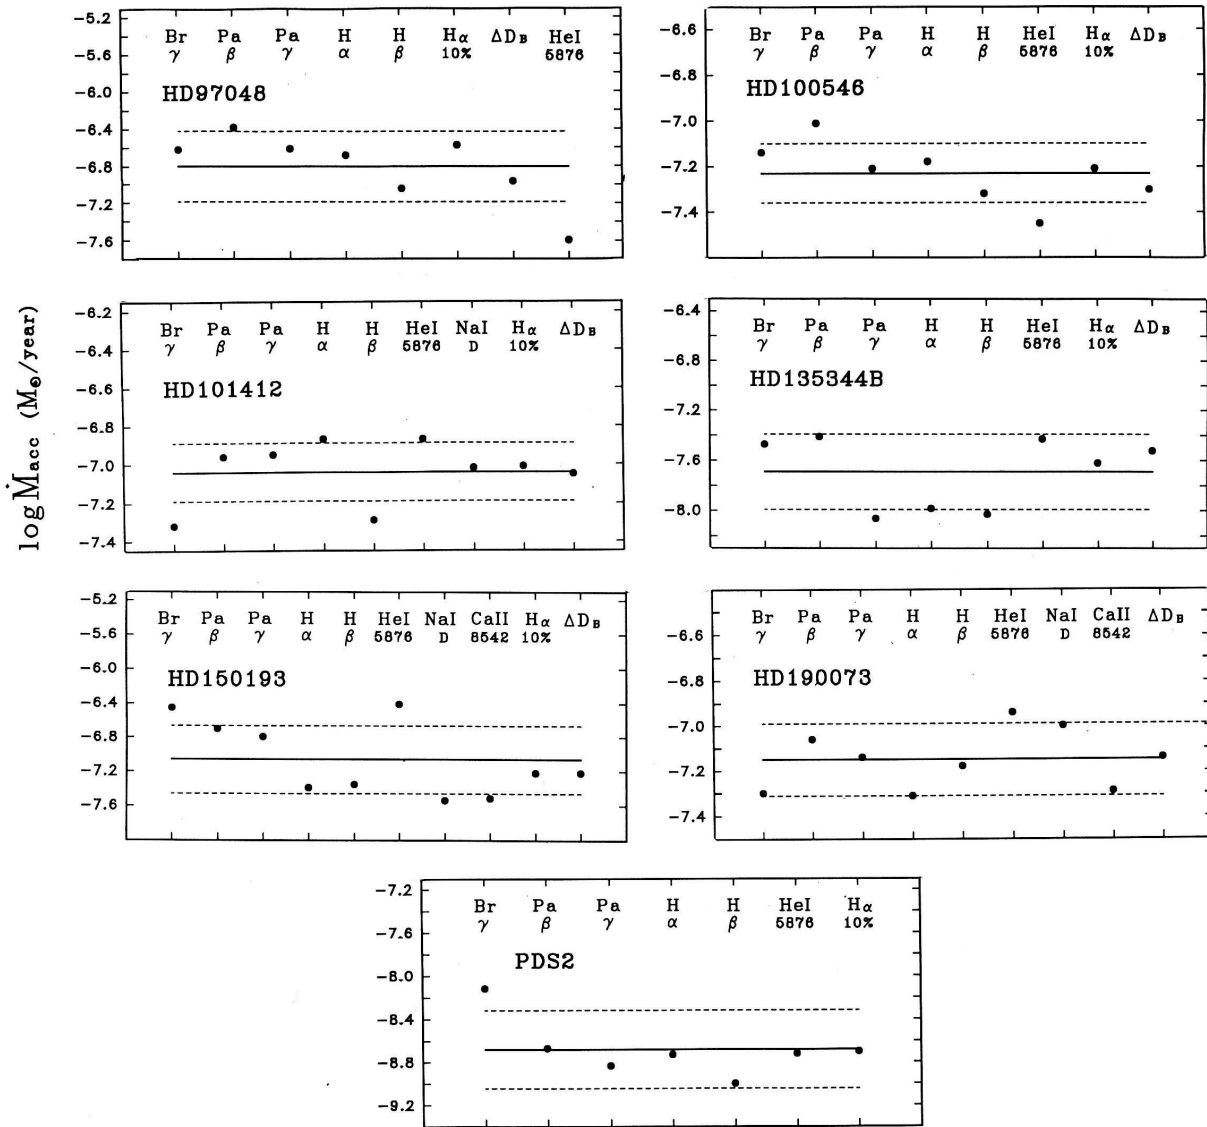 log Ṁacc (M⊙/year)
−5.2
−5.6
−6.0
−6.4
−6.8
−7.2
−7.6
Br Pa Pa H H Hα ΔDB HeI
γ β γ α β 10% 5876
HD97048
−6.6
−6.8
−7.0
−7.2
−7.4
Br Pa Pa H H HeI Hα ΔDB
γ β γ α β 5876 10%
HD100546
−6.2
−6.4
−6.6
−6.8
−7.0
−7.2
−7.4
Br Pa Pa H H HeI NaI Hα ΔDB
γ β γ α β 5876 D 10%
HD101412
−6.4
−6.8
−7.2
−7.6
−8.0
Br Pa Pa H H HeI Hα ΔDB
γ β γ α β 5876 10%
HD135344B
−5.2
−5.6
−6.0
−6.4
−6.8
−7.2
−7.6
Br Pa Pa H H HeI NaI CaII Hα ΔDB
γ β γ α β 5876 D 8542 10%
HD150193
−6.6
−6.8
−7.0
−7.2
−7.4
Br Pa Pa H H HeI NaI CaII ΔDB
γ β γ α β 5876 D 8542
HD190073
−7.2
−7.6
−8.0
−8.4
−8.8
−9.2
Br Pa Pa H H HeI Hα
γ β γ α β 5876 10%
PDS2